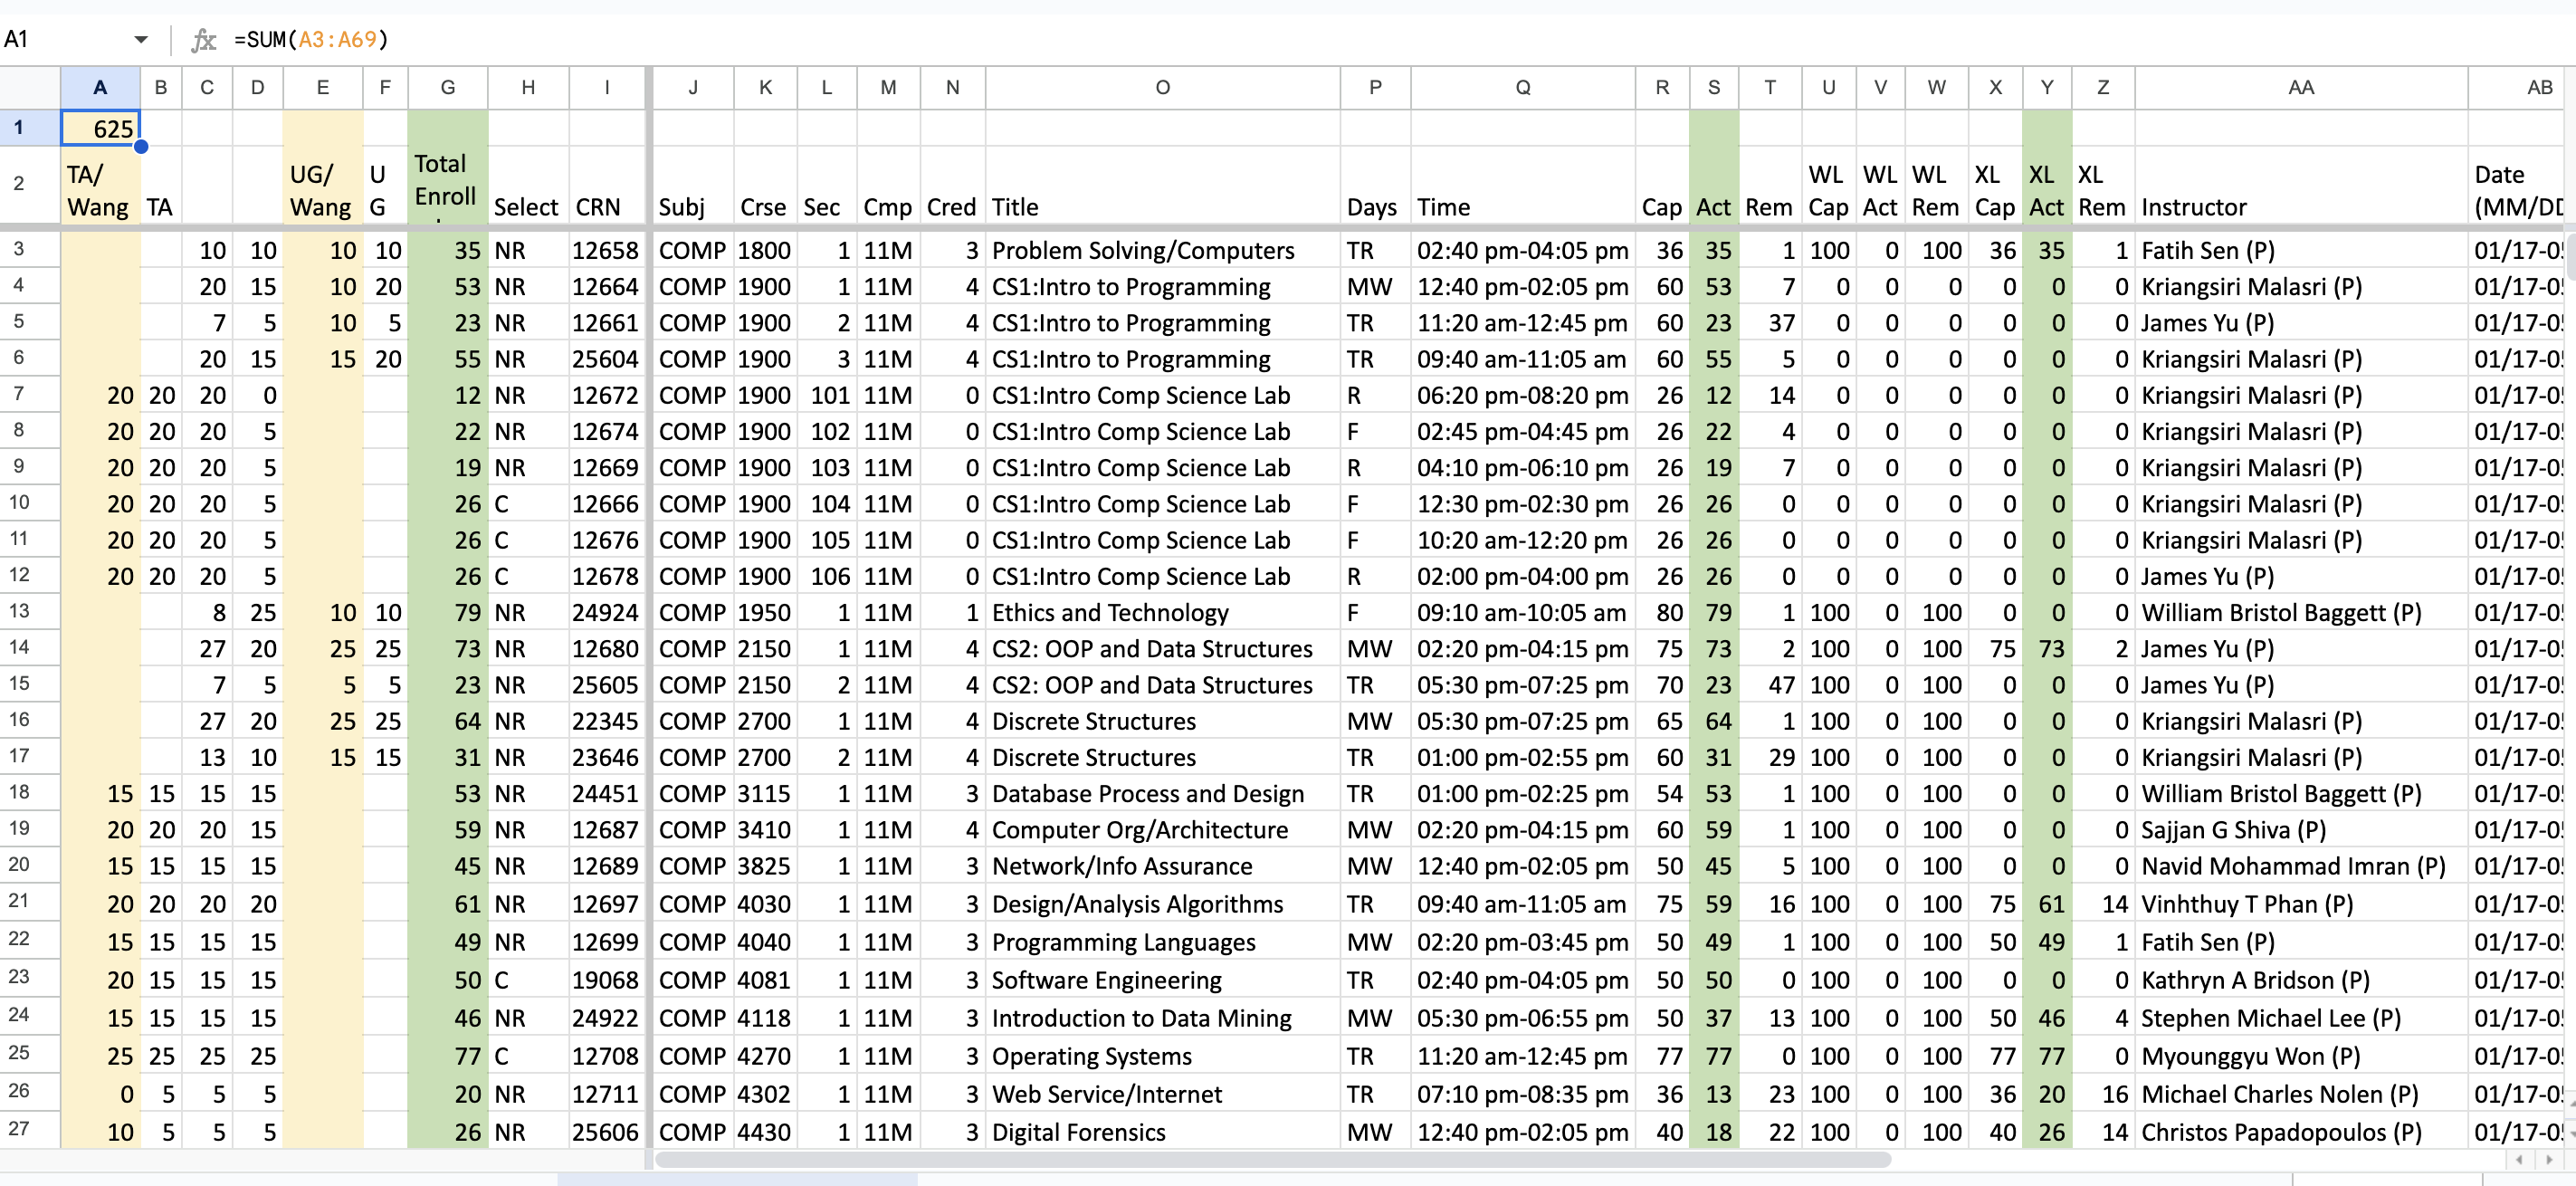 A1 fx =SUM(A3:A69)
A B C D E F G H I J K L M N O P Q R S T U V W X Y Z AA AB
1 625
2 TA/ Wang TA UG/ Wang U G Total Enroll Select CRN Subj Crse Sec Cmp Cred Title Days Time Cap Act Rem WL Cap WL Act WL Rem XL Cap XL Act XL Rem Instructor Date (MM/DD
3 10 10 10 10 35 NR 12658 COMP 1800 1 11M 3 Problem Solving/Computers TR 02:40 pm-04:05 pm 36 35 1 100 0 100 36 35 1 Fatih Sen (P) 01/17-05
4 20 15 10 20 53 NR 12664 COMP 1900 1 11M 4 CS1:Intro to Programming MW 12:40 pm-02:05 pm 60 53 7 0 0 0 0 0 0 Kriangsiri Malasri (P) 01/17-05
5 7 5 10 5 23 NR 12661 COMP 1900 2 11M 4 CS1:Intro to Programming TR 11:20 am-12:45 pm 60 23 37 0 0 0 0 0 0 James Yu (P) 01/17-05
6 20 15 15 20 55 NR 25604 COMP 1900 3 11M 4 CS1:Intro to Programming TR 09:40 am-11:05 am 60 55 5 0 0 0 0 0 0 Kriangsiri Malasri (P) 01/17-05
7 20 20 20 0 12 NR 12672 COMP 1900 101 11M 0 CS1:Intro Comp Science Lab R 06:20 pm-08:20 pm 26 12 14 0 0 0 0 0 0 Kriangsiri Malasri (P) 01/17-05
8 20 20 20 5 22 NR 12674 COMP 1900 102 11M 0 CS1:Intro Comp Science Lab F 02:45 pm-04:45 pm 26 22 4 0 0 0 0 0 0 Kriangsiri Malasri (P) 01/17-05
9 20 20 20 5 19 NR 12669 COMP 1900 103 11M 0 CS1:Intro Comp Science Lab R 04:10 pm-06:10 pm 26 19 7 0 0 0 0 0 0 Kriangsiri Malasri (P) 01/17-05
10 20 20 20 5 26 C 12666 COMP 1900 104 11M 0 CS1:Intro Comp Science Lab F 12:30 pm-02:30 pm 26 26 0 0 0 0 0 0 0 Kriangsiri Malasri (P) 01/17-05
11 20 20 20 5 26 C 12676 COMP 1900 105 11M 0 CS1:Intro Comp Science Lab F 10:20 am-12:20 pm 26 26 0 0 0 0 0 0 0 Kriangsiri Malasri (P) 01/17-05
12 20 20 20 5 26 C 12678 COMP 1900 106 11M 0 CS1:Intro Comp Science Lab R 02:00 pm-04:00 pm 26 26 0 0 0 0 0 0 0 James Yu (P) 01/17-05
13 8 25 10 10 79 NR 24924 COMP 1950 1 11M 1 Ethics and Technology F 09:10 am-10:05 am 80 79 1 100 0 100 0 0 0 William Bristol Baggett (P) 01/17-05
14 27 20 25 25 73 NR 12680 COMP 2150 1 11M 4 CS2: OOP and Data Structures MW 02:20 pm-04:15 pm 75 73 2 100 0 100 75 73 2 James Yu (P) 01/17-05
15 7 5 5 5 23 NR 25605 COMP 2150 2 11M 4 CS2: OOP and Data Structures TR 05:30 pm-07:25 pm 70 23 47 100 0 100 0 0 0 James Yu (P) 01/17-05
16 27 20 25 25 64 NR 22345 COMP 2700 1 11M 4 Discrete Structures MW 05:30 pm-07:25 pm 65 64 1 100 0 100 0 0 0 Kriangsiri Malasri (P) 01/17-05
17 13 10 15 15 31 NR 23646 COMP 2700 2 11M 4 Discrete Structures TR 01:00 pm-02:55 pm 60 31 29 100 0 100 0 0 0 Kriangsiri Malasri (P) 01/17-05
18 15 15 15 15 53 NR 24451 COMP 3115 1 11M 3 Database Process and Design TR 01:00 pm-02:25 pm 54 53 1 100 0 100 0 0 0 William Bristol Baggett (P) 01/17-05
19 20 20 20 15 59 NR 12687 COMP 3410 1 11M 4 Computer Org/Architecture MW 02:20 pm-04:15 pm 60 59 1 100 0 100 0 0 0 Sajjan G Shiva (P) 01/17-05
20 15 15 15 15 45 NR 12689 COMP 3825 1 11M 3 Network/Info Assurance MW 12:40 pm-02:05 pm 50 45 5 100 0 100 0 0 0 Navid Mohammad Imran (P) 01/17-05
21 20 20 20 20 61 NR 12697 COMP 4030 1 11M 3 Design/Analysis Algorithms TR 09:40 am-11:05 am 75 59 16 100 0 100 75 61 14 Vinhthuy T Phan (P) 01/17-05
22 15 15 15 15 49 NR 12699 COMP 4040 1 11M 3 Programming Languages MW 02:20 pm-03:45 pm 50 49 1 100 0 100 50 49 1 Fatih Sen (P) 01/17-05
23 20 15 15 15 50 C 19068 COMP 4081 1 11M 3 Software Engineering TR 02:40 pm-04:05 pm 50 50 0 100 0 100 0 0 0 Kathryn A Bridson (P) 01/17-05
24 15 15 15 15 46 NR 24922 COMP 4118 1 11M 3 Introduction to Data Mining MW 05:30 pm-06:55 pm 50 37 13 100 0 100 50 46 4 Stephen Michael Lee (P) 01/17-05
25 25 25 25 25 77 C 12708 COMP 4270 1 11M 3 Operating Systems TR 11:20 am-12:45 pm 77 77 0 100 0 100 77 77 0 Myounggyu Won (P) 01/17-05
26 0 5 5 5 20 NR 12711 COMP 4302 1 11M 3 Web Service/Internet TR 07:10 pm-08:35 pm 36 13 23 100 0 100 36 20 16 Michael Charles Nolen (P) 01/17-05
27 10 5 5 5 26 NR 25606 COMP 4430 1 11M 3 Digital Forensics MW 12:40 pm-02:05 pm 40 18 22 100 0 100 40 26 14 Christos Papadopoulos (P) 01/17-05